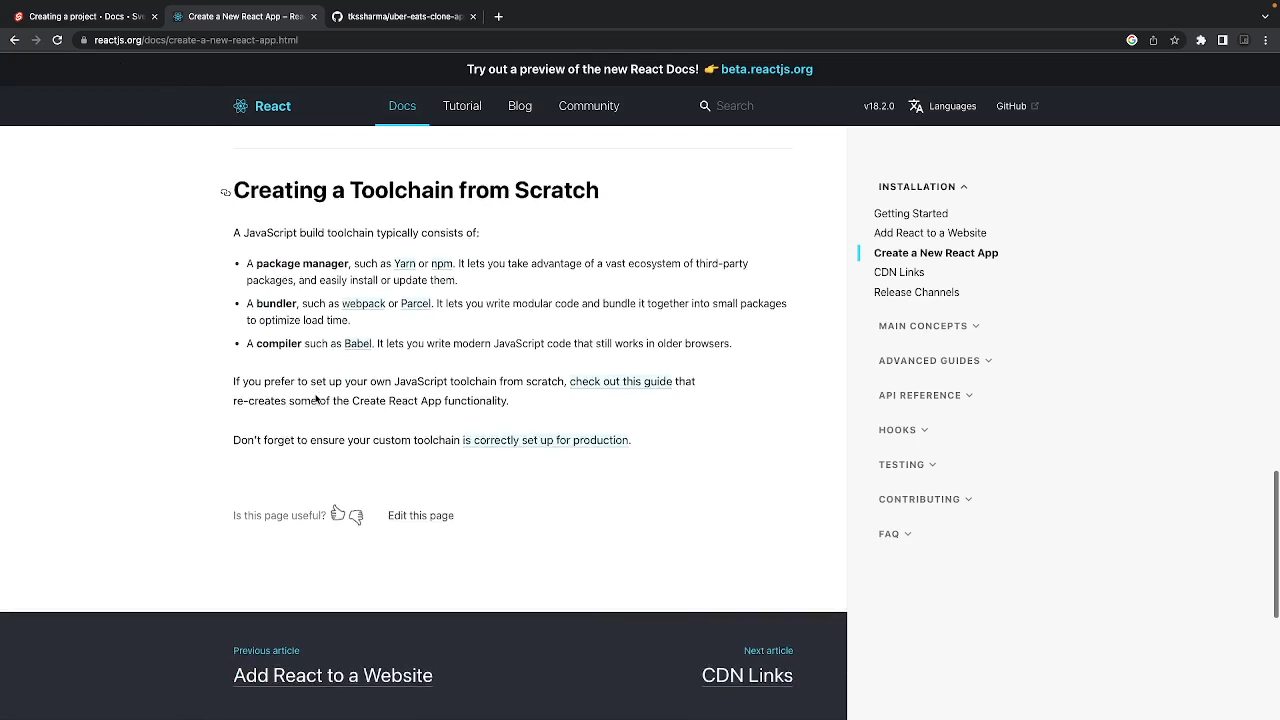 Creating a project • Docs • Sve
Create a New React App – Rea
tkssharma/uber-eats-clone-ap
reactjs.org/docs/create-a-new-react-app.html
Try out a preview of the new React Docs! 👉 beta.reactjs.org
React
Docs
Tutorial
Blog
Community
Search
v18.2.0
Languages
GitHub
Creating a Toolchain from Scratch
A JavaScript build toolchain typically consists of:
• A package manager, such as Yarn or npm. It lets you take advantage of a vast ecosystem of third-party
packages, and easily install or update them.
• A bundler, such as webpack or Parcel. It lets you write modular code and bundle it together into small packages
to optimize load time.
• A compiler such as Babel. It lets you write modern JavaScript code that still works in older browsers.
If you prefer to set up your own JavaScript toolchain from scratch, check out this guide that
re-creates some of the Create React App functionality.
Don't forget to ensure your custom toolchain is correctly set up for production.
Is this page useful?
Edit this page
INSTALLATION
Getting Started
Add React to a Website
Create a New React App
CDN Links
Release Channels
MAIN CONCEPTS
ADVANCED GUIDES
API REFERENCE
HOOKS
TESTING
CONTRIBUTING
FAQ
Previous article
Add React to a Website
Next article
CDN Links